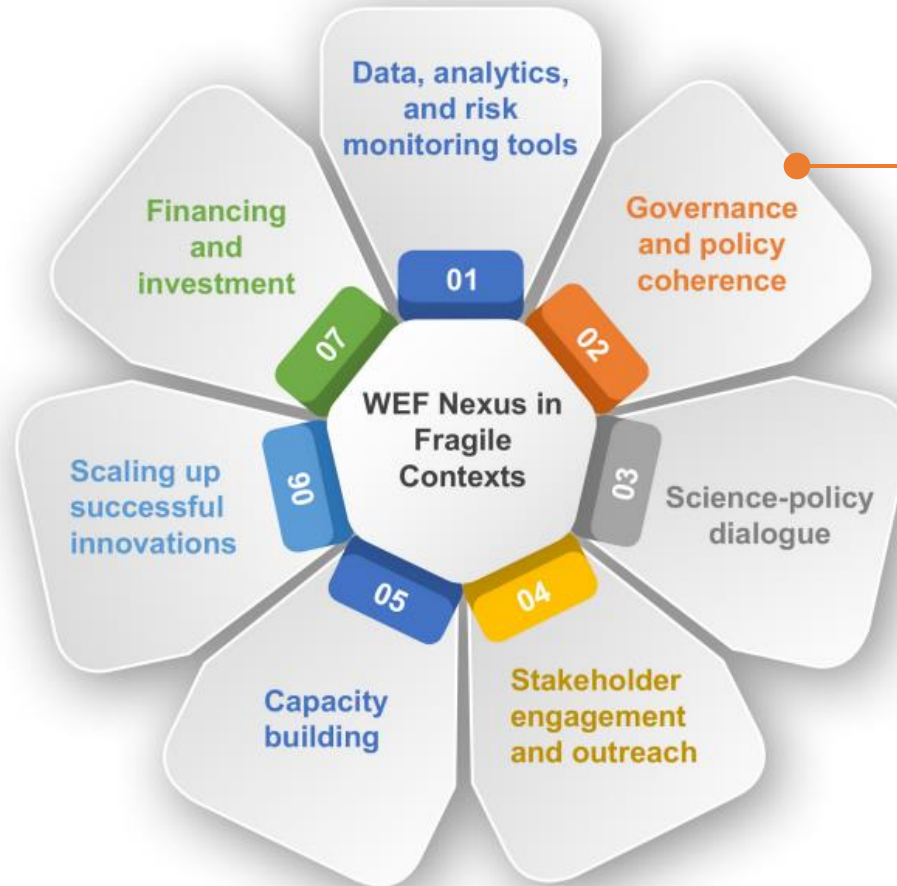 Data, analytics,
and risk
monitoring tools
01
Governance
and policy
coherence
02
Science-policy
dialogue
03
Stakeholder
engagement
and outreach
04
Capacity
building
05
Scaling up
successful
innovations
06
Financing
and
investment
07
WEF Nexus in
Fragile
Contexts